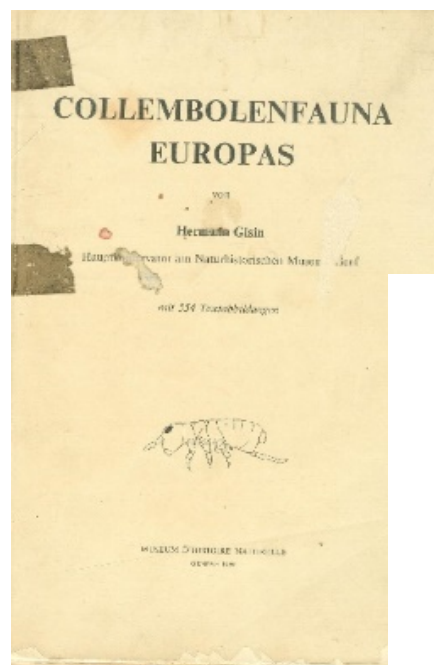 COLLEMBOLENFAUNA
EUROPAS
von
Hermann Gisin
am Naturhistorischen
mit 554 Textabbildungen
MUSEUM D'HISTOIRE NATURELLE